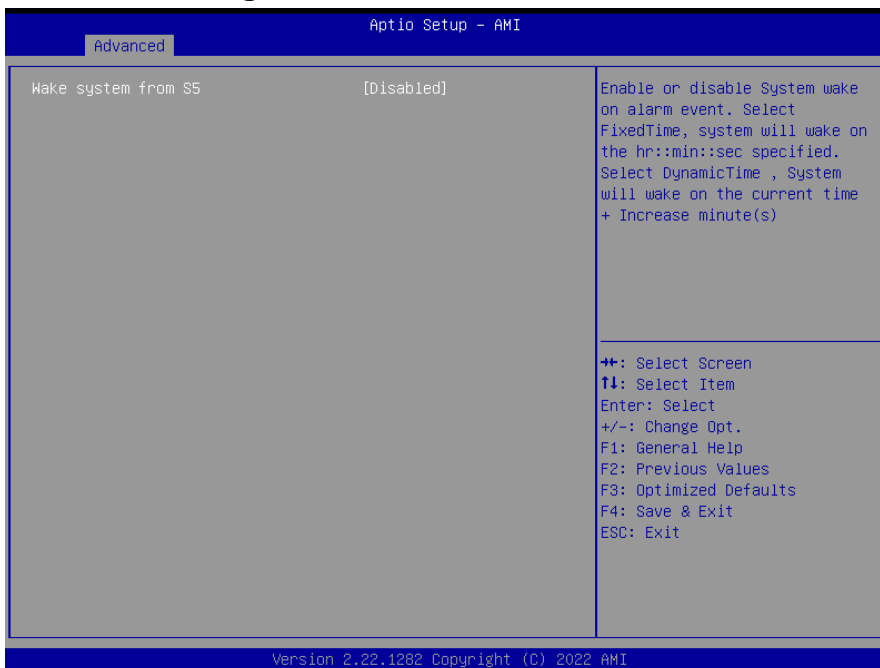 Aptio Setup – AMI
Advanced
Wake system from S5 [Disabled]
Enable or disable System wake
on alarm event. Select
FixedTime, system will wake on
the hr::min::sec specified.
Select DynamicTime , System
will wake on the current time
+ Increase minute(s)
→←: Select Screen
↑↓: Select Item
Enter: Select
+/-: Change Opt.
F1: General Help
F2: Previous Values
F3: Optimized Defaults
F4: Save & Exit
ESC: Exit
Version 2.22.1282 Copyright (C) 2022 AMI